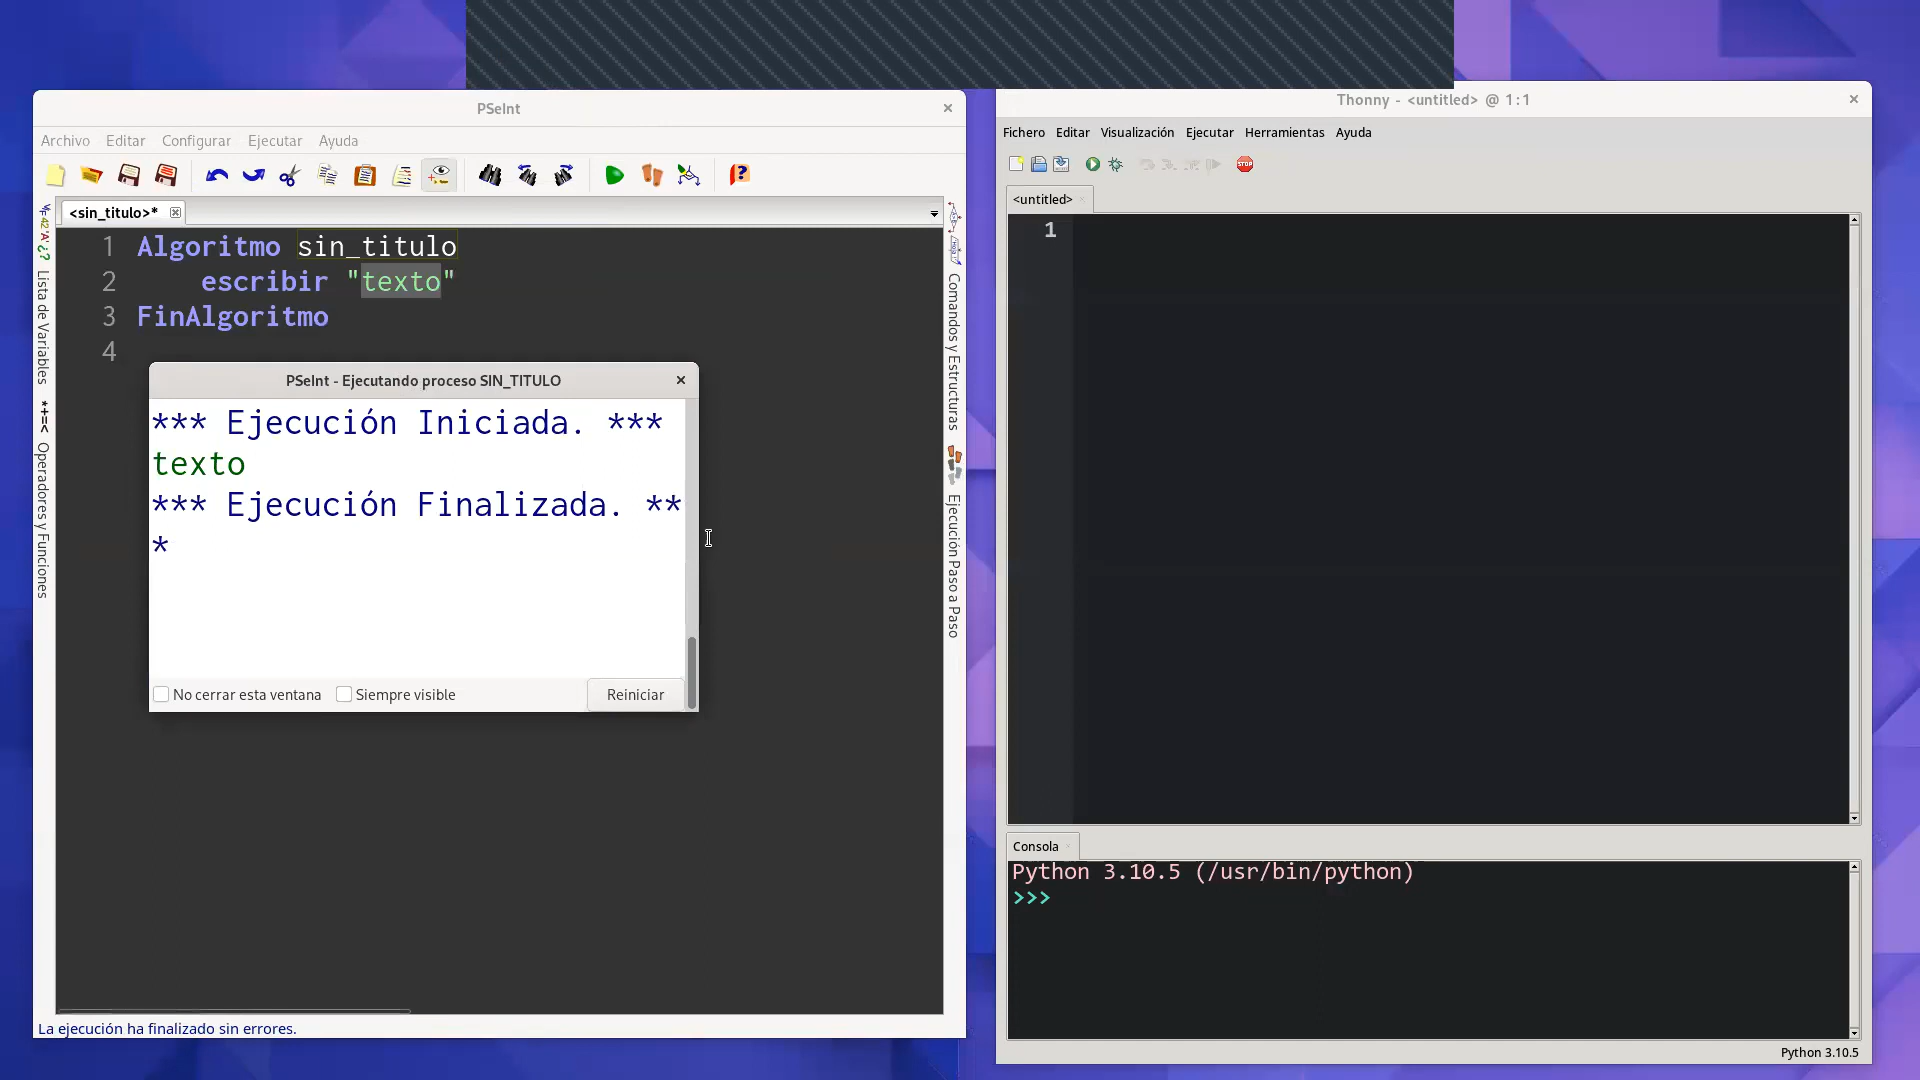 PSeInt
Archivo Editar Configurar Ejecutar Ayuda
<sin_titulo>*
1 Algoritmo sin_titulo
2 escribir "texto"
3 FinAlgoritmo
4
PSeInt - Ejecutando proceso SIN_TITULO
*** Ejecución Iniciada. ***
texto
*** Ejecución Finalizada. **
*
No cerrar esta ventana Siempre visible Reiniciar
Lista de Variables
*+=< Operadores y Funciones
Comandos y Estructuras
Ejecución Paso a Paso
La ejecución ha finalizado sin errores.
Thonny - <untitled> @ 1:1
Fichero Editar Visualización Ejecutar Herramientas Ayuda
STOP
<untitled>
1
Consola
Python 3.10.5 (/usr/bin/python)
>>>
Python 3.10.5